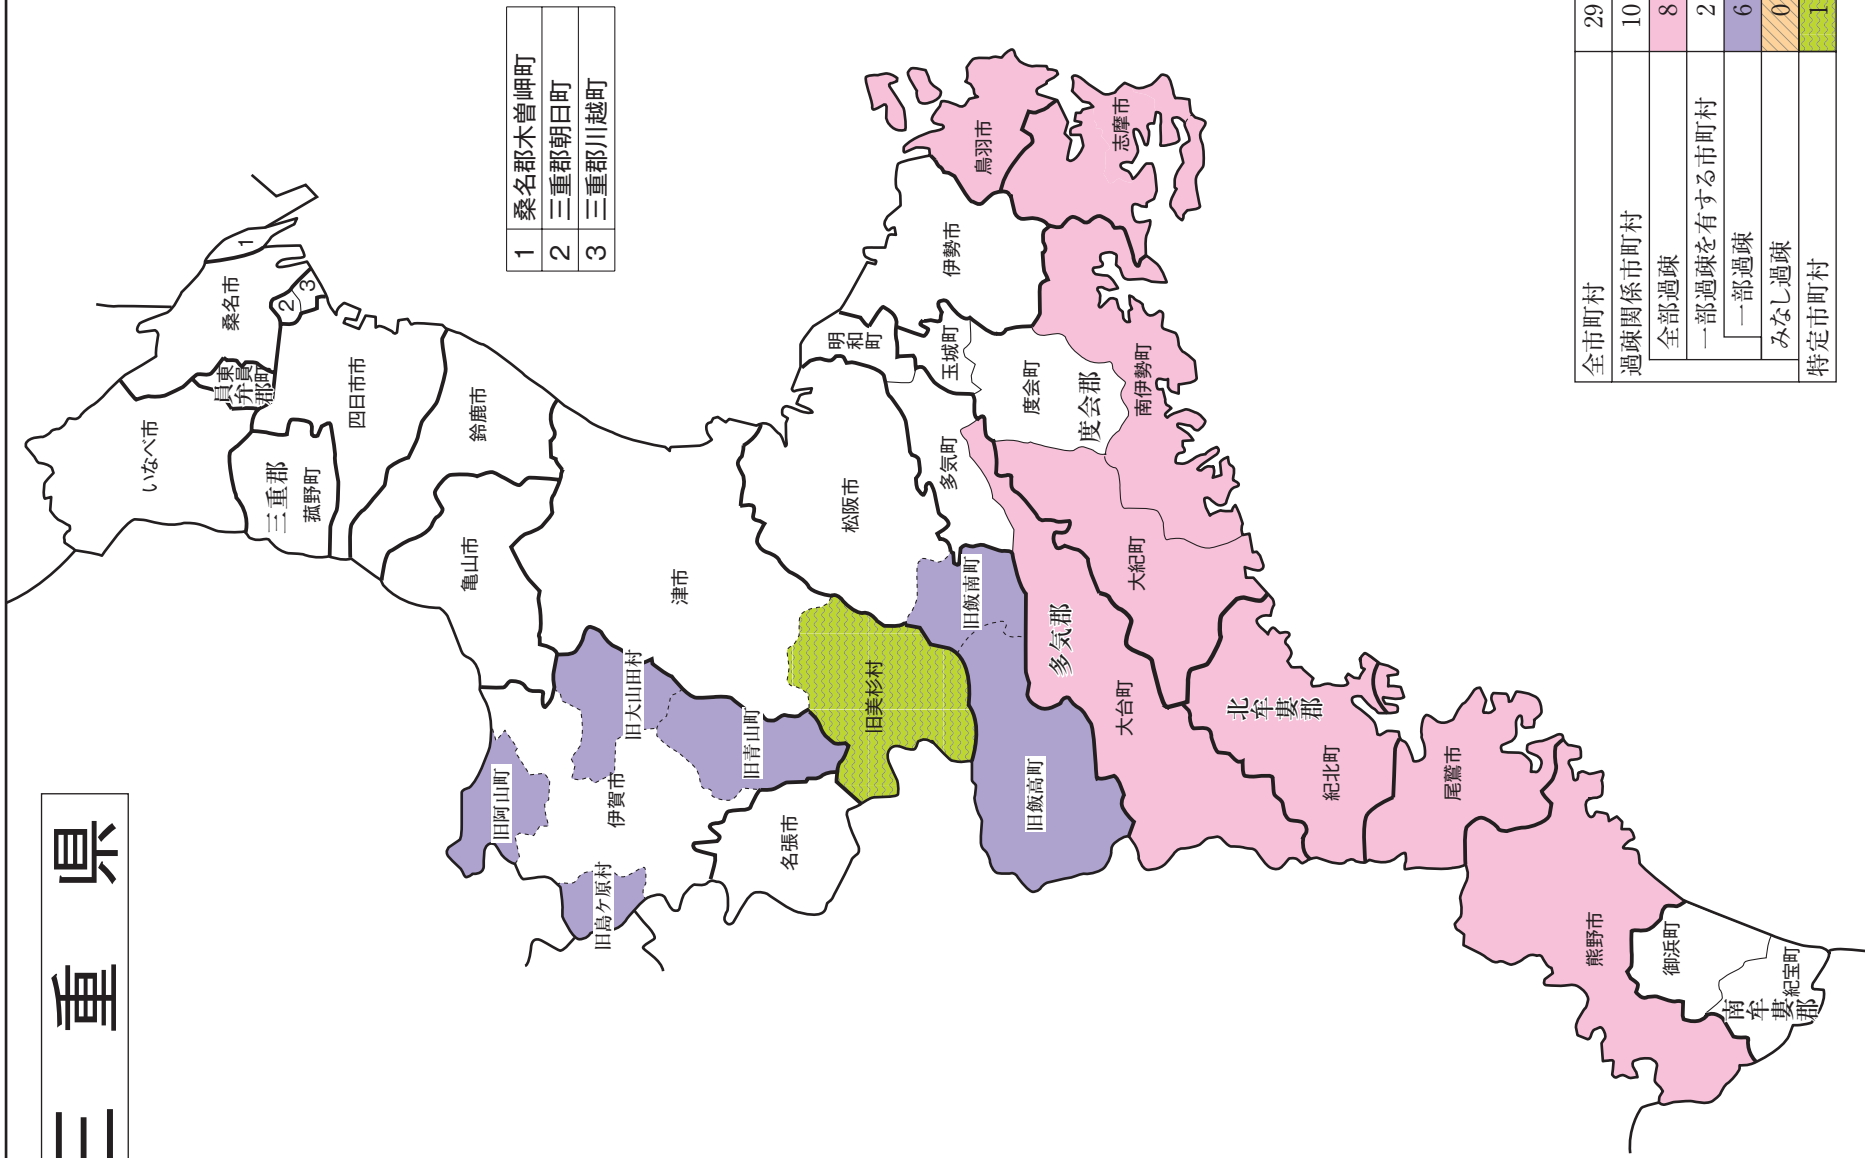 三重県
1 桑名郡木曽岬町
2 三重郡朝日町
3 三重郡川越町
いなべ市
桑名市
1
2
3
員弁郡
東員町
三重郡
菰野町
四日市市
鈴鹿市
亀山市
津市
旧阿山町
旧大山田村
伊賀市
旧島ケ原村
旧青山町
名張市
旧美杉村
松阪市
旧飯南町
旧飯高町
明和町
多気町
玉城町
伊勢市
鳥羽市
志摩市
度会町
度会郡
南伊勢町
大紀町
多気郡
大台町
北牟婁郡
紀北町
尾鷲市
熊野市
御浜町
南牟婁郡
紀宝町
全市町村 29
過疎関係市町村 10
全部過疎 8
一部過疎を有する市町村 2
一部過疎 6
みなし過疎 0
特定市町村 1